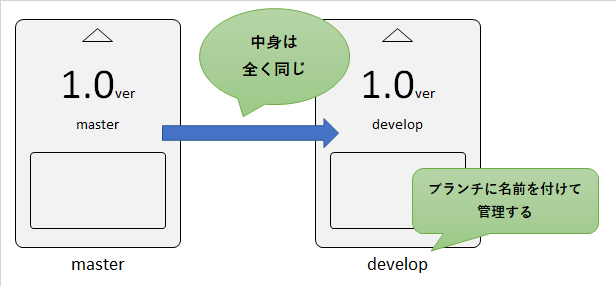 中身は
全く同じ
1.0ver
master
1.0ver
develop
ブランチに名前を付けて
管理する
master
develop